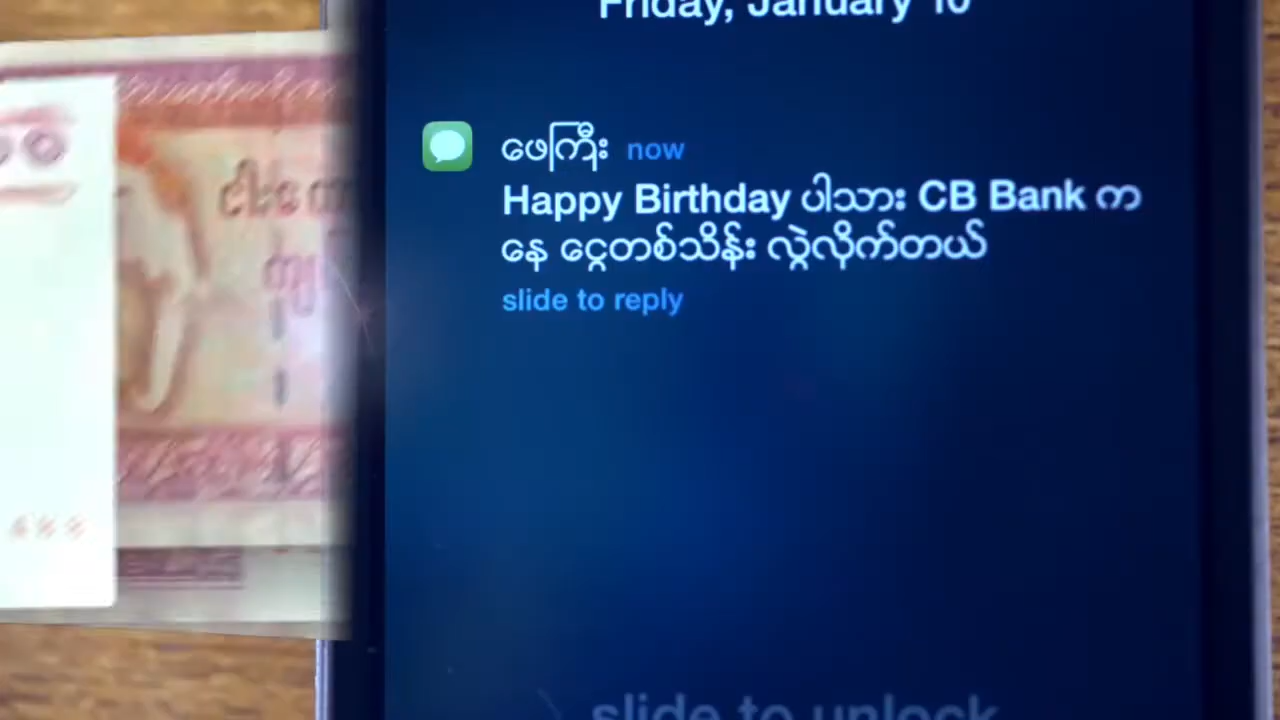 Friday, January 10
ဖေကြီး now
Happy Birthday ပါသား CB Bank က
နေ ငွေတစ်သိန်း လွှဲလိုက်တယ်
slide to reply
slide to unlock